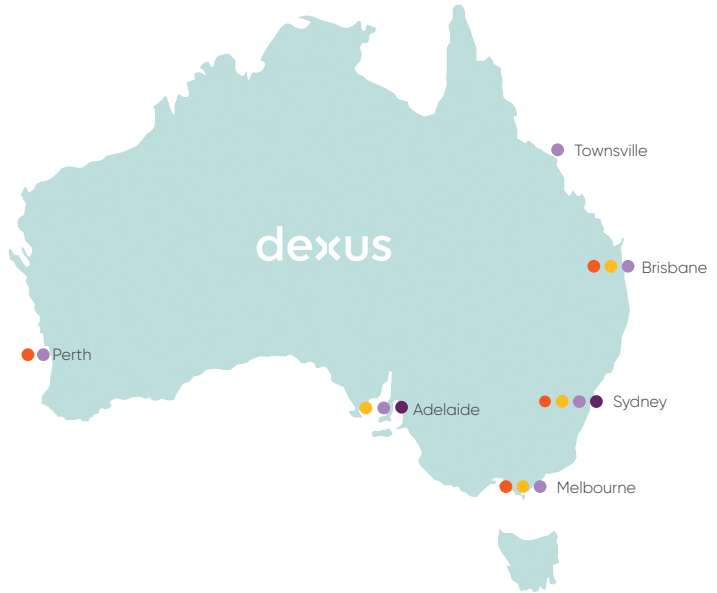 Townsville
dexus
Brisbane
Perth
Adelaide
Sydney
Melbourne